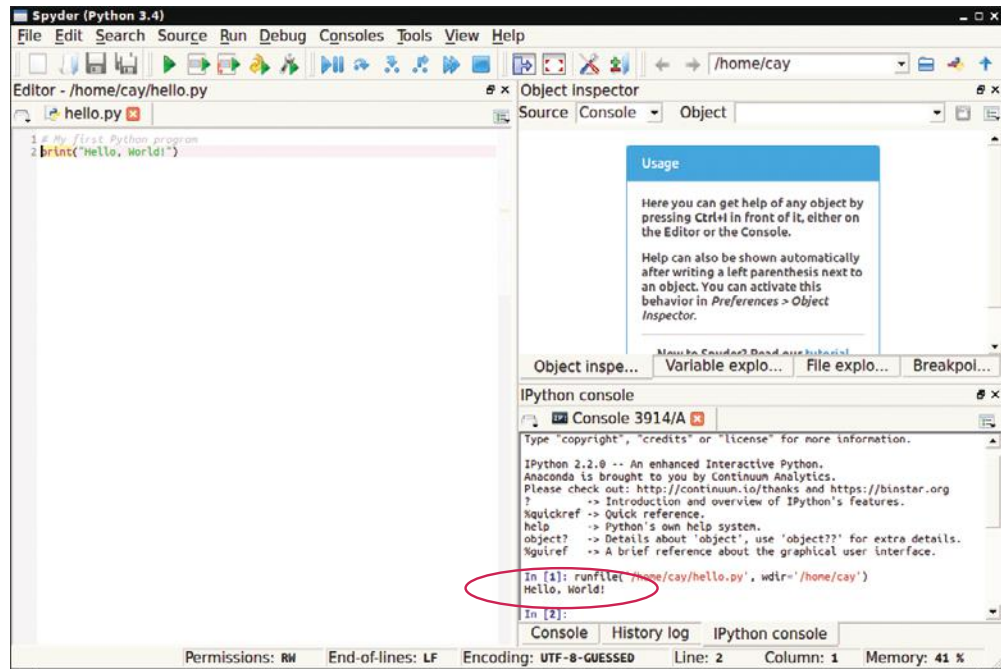 Spyder (Python 3.4)
File Edit Search Source Run Debug Consoles Tools View Help
/home/cay
Editor - /home/cay/hello.py
hello.py
1 # My first Python program
2 print("Hello, World!")
Object inspector
Source Console Object
Usage
Here you can get help of any object by
pressing Ctrl+I in front of it, either on
the Editor or the Console.
Help can also be shown automatically
after writing a left parenthesis next to
an object. You can activate this
behavior in Preferences > Object
Inspector.
New to Spyder? Read our tutorial
Object inspe... Variable explo... File explo... Breakpoi...
IPython console
Console 3914/A
Type "copyright", "credits" or "license" for more information.
IPython 2.2.0 -- An enhanced Interactive Python.
Anaconda is brought to you by Continuum Analytics.
Please check out: http://continuum.io/thanks and https://binstar.org
? -> Introduction and overview of IPython's features.
%quickref -> Quick reference.
help -> Python's own help system.
object? -> Details about 'object', use 'object??' for extra details.
%guiref -> A brief reference about the graphical user interface.
In [1]: runfile('/home/cay/hello.py', wdir='/home/cay')
Hello, World!
In [2]:
Console History log IPython console
Permissions: RW End-of-lines: LF Encoding: UTF-8-GUESSED Line: 2 Column: 1 Memory: 41 %